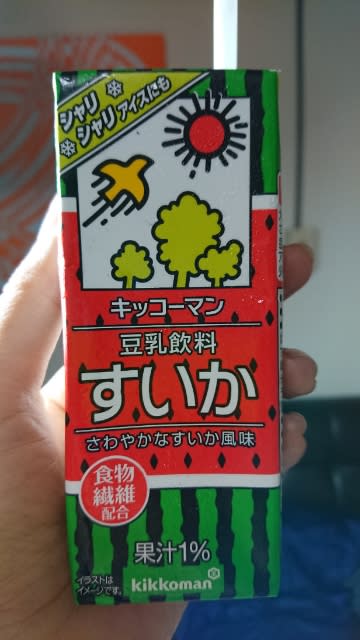 シャリ
シャリアイスにも
キッコーマン
豆乳飲料
すいか
さわやかなすいか風味
食物
繊維
配合
果汁1%
イラストは
イメージです。
kikkoman